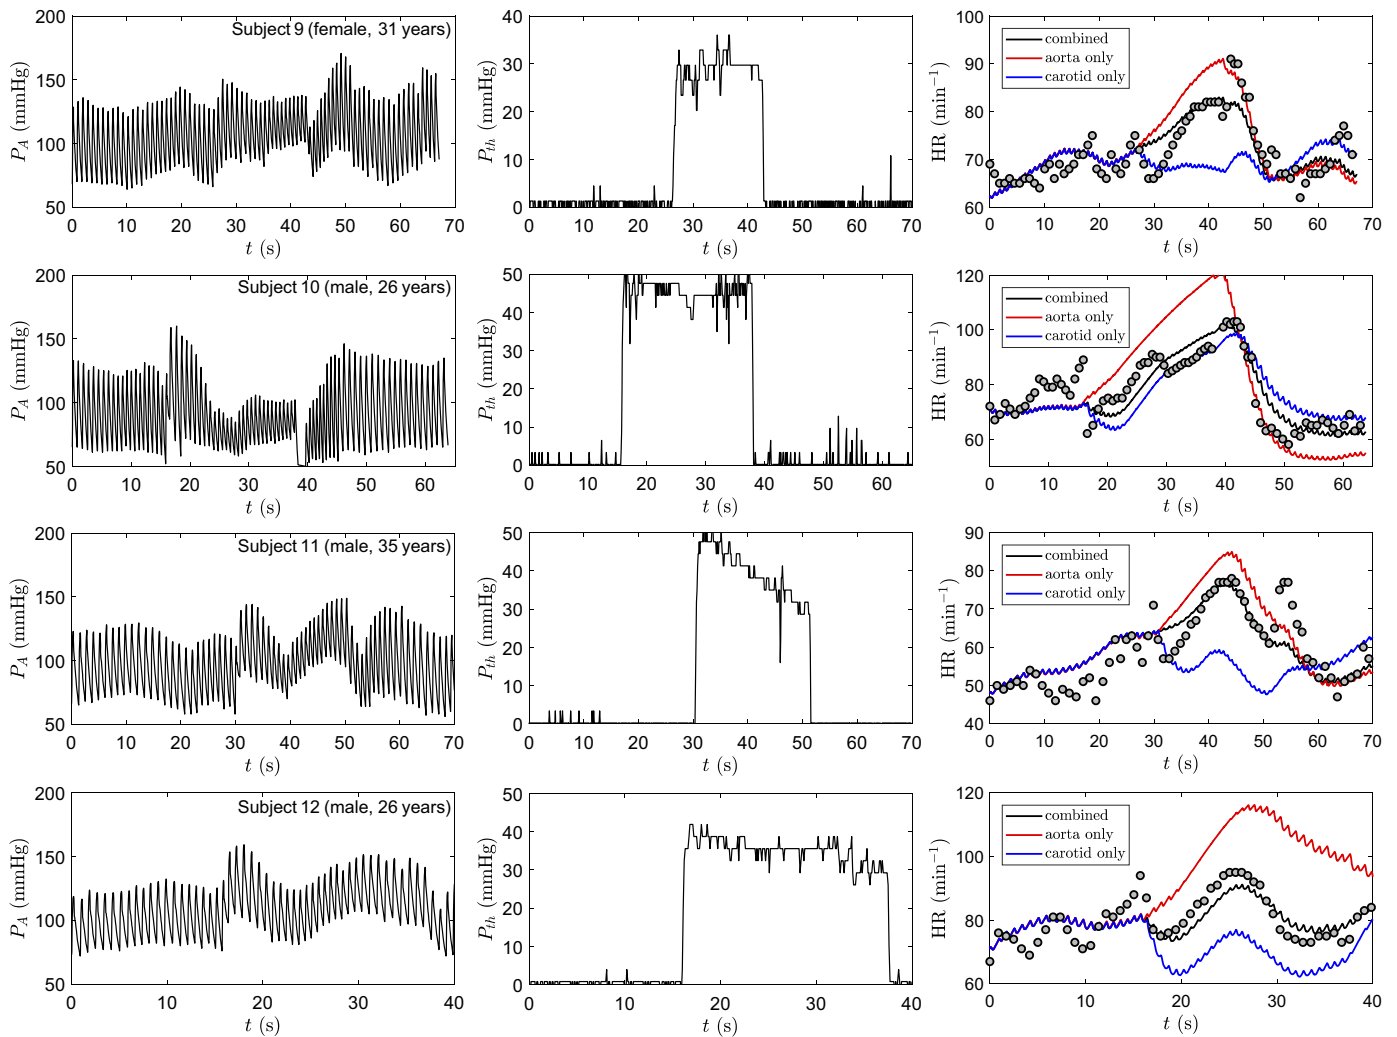 200
150
100
50
0 10 20 30 40 50 60 70
P_A (mmHg)
t (s)
Subject 9 (female, 31 years)
40
30
20
10
0
0 10 20 30 40 50 60 70
P_th (mmHg)
t (s)
100
90
80
70
60
0 10 20 30 40 50 60 70
HR (min⁻¹)
t (s)
combined
aorta only
carotid only
200
150
100
50
0 10 20 30 40 50 60
P_A (mmHg)
t (s)
Subject 10 (male, 26 years)
50
40
30
20
10
0
0 10 20 30 40 50 60
P_th (mmHg)
t (s)
120
100
80
60
0 10 20 30 40 50 60
HR (min⁻¹)
t (s)
combined
aorta only
carotid only
200
150
100
50
0 10 20 30 40 50 60 70
P_A (mmHg)
t (s)
Subject 11 (male, 35 years)
50
40
30
20
10
0
0 10 20 30 40 50 60 70
P_th (mmHg)
t (s)
90
80
70
60
50
40
0 10 20 30 40 50 60 70
HR (min⁻¹)
t (s)
combined
aorta only
carotid only
200
150
100
50
0 10 20 30 40
P_A (mmHg)
t (s)
Subject 12 (male, 26 years)
50
40
30
20
10
0
0 10 20 30 40
P_th (mmHg)
t (s)
120
100
80
60
0 10 20 30 40
HR (min⁻¹)
t (s)
combined
aorta only
carotid only